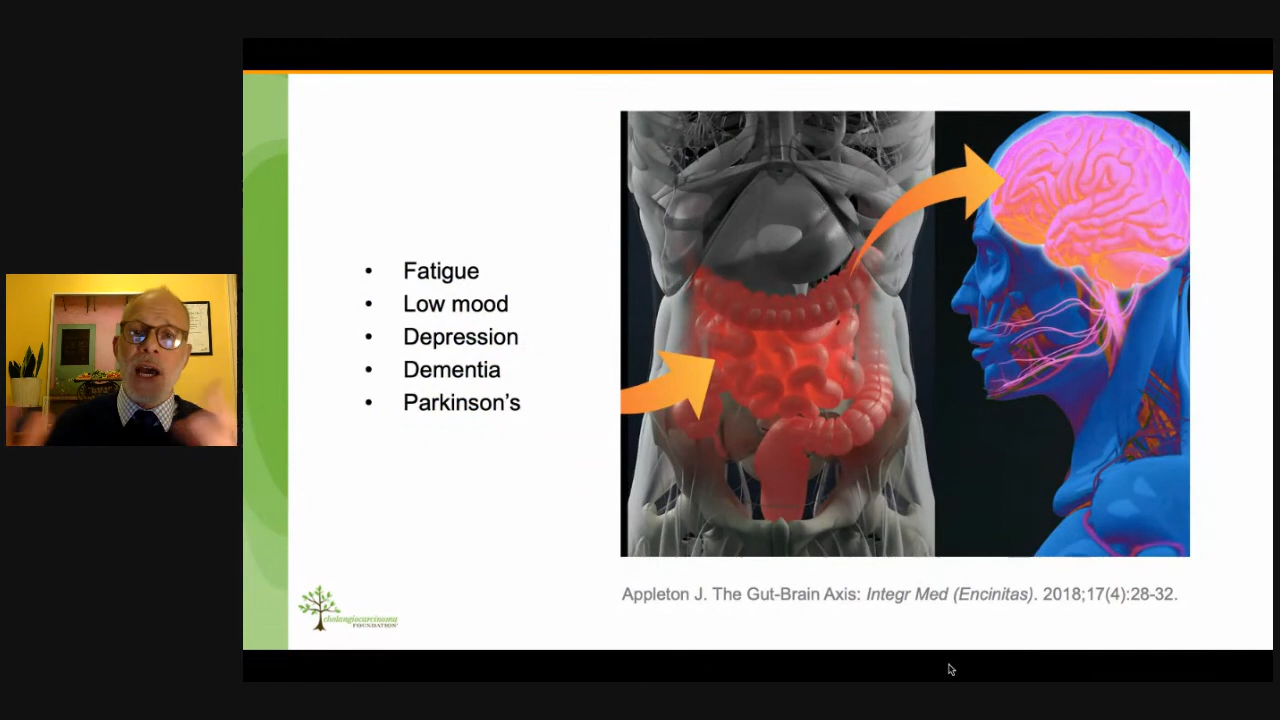 • Fatigue
• Low mood
• Depression
• Dementia
• Parkinson’s
Appleton J. The Gut-Brain Axis: Integr Med (Encinitas). 2018;17(4):28-32.
cholangiocarcinoma
FOUNDATION